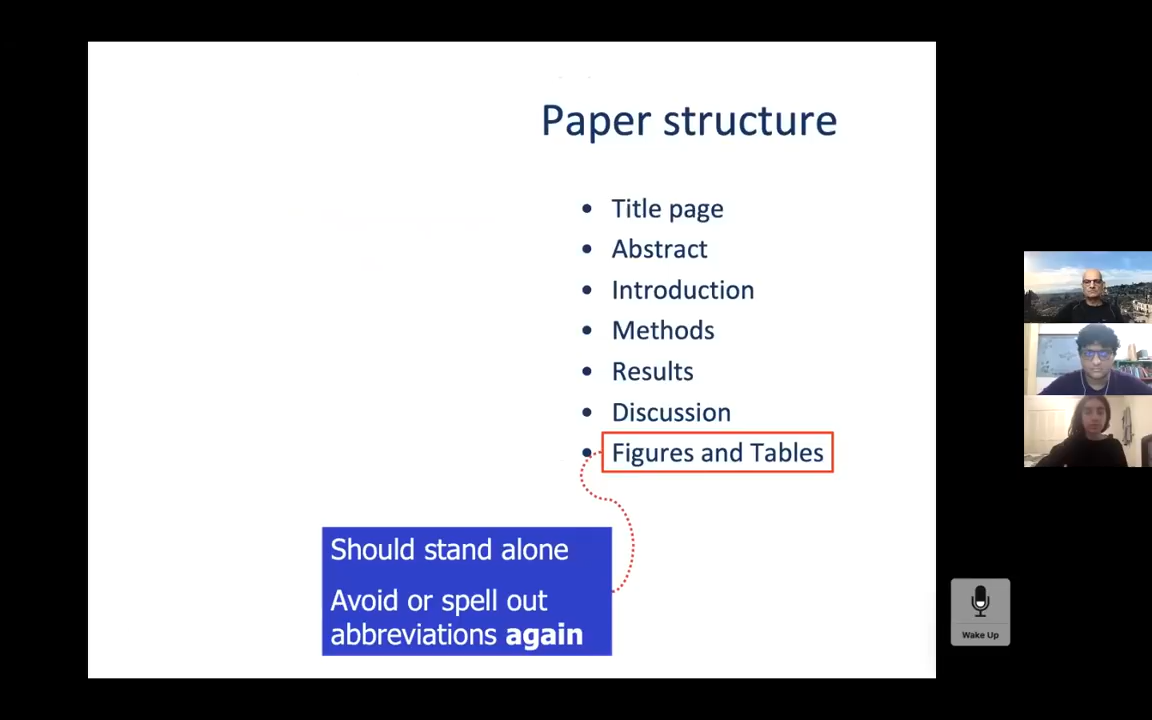 Paper structure
• Title page
• Abstract
• Introduction
• Methods
• Results
• Discussion
• Figures and Tables
Should stand alone
Avoid or spell out
abbreviations again
Wake Up